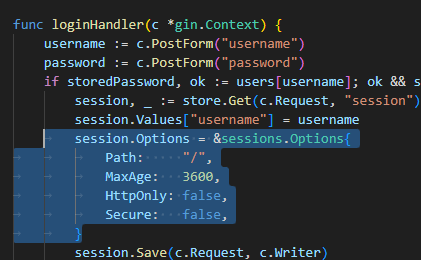 func loginHandler(c *gin.Context) {
username := c.PostForm("username")
password := c.PostForm("password")
if storedPassword, ok := users[username]; ok && s
session, _ := store.Get(c.Request, "session")
session.Values["username"] = username
session.Options = &sessions.Options{
Path: "/",
MaxAge: 3600,
HttpOnly: false,
Secure: false,
}
session.Save(c.Request, c.Writer)